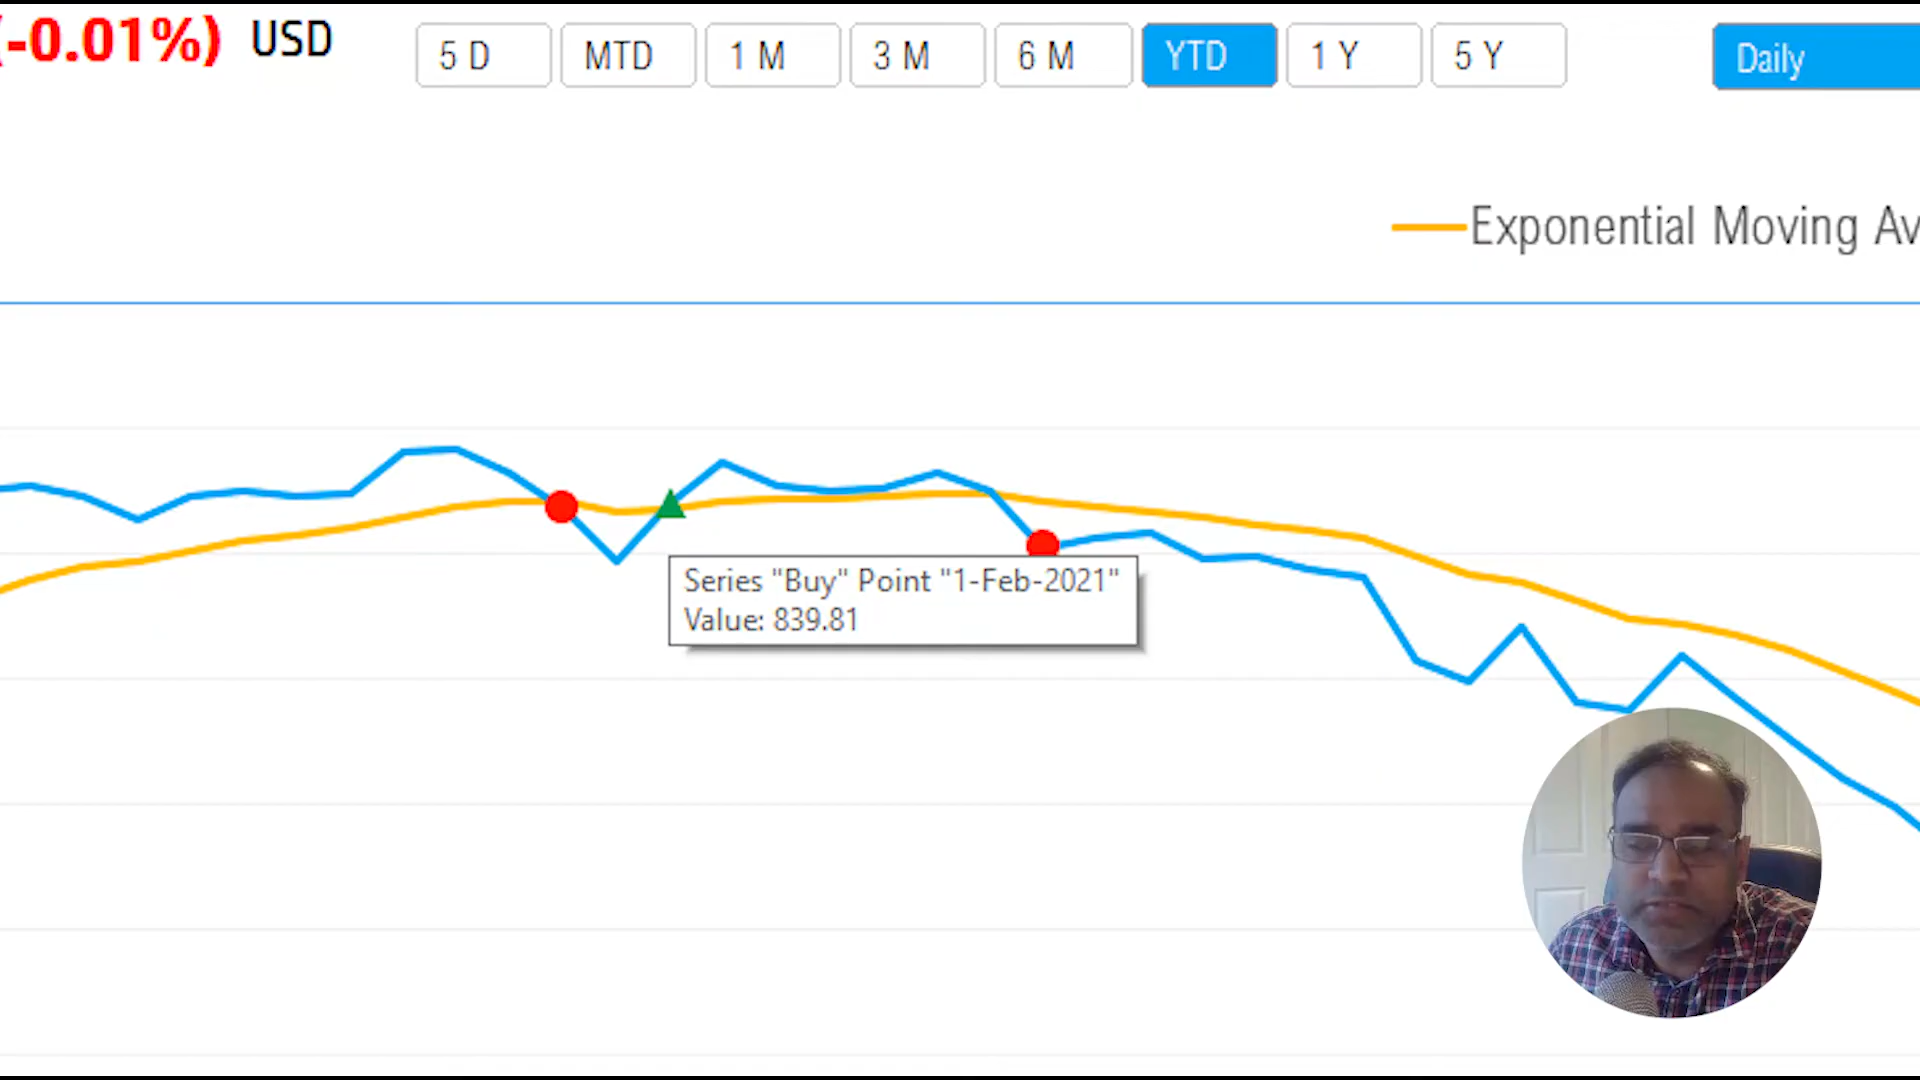 (-0.01%) USD
5 D MTD 1 M 3 M 6 M YTD 1 Y 5 Y Daily
Exponential Moving Av
Series "Buy" Point "1-Feb-2021"
Value: 839.81